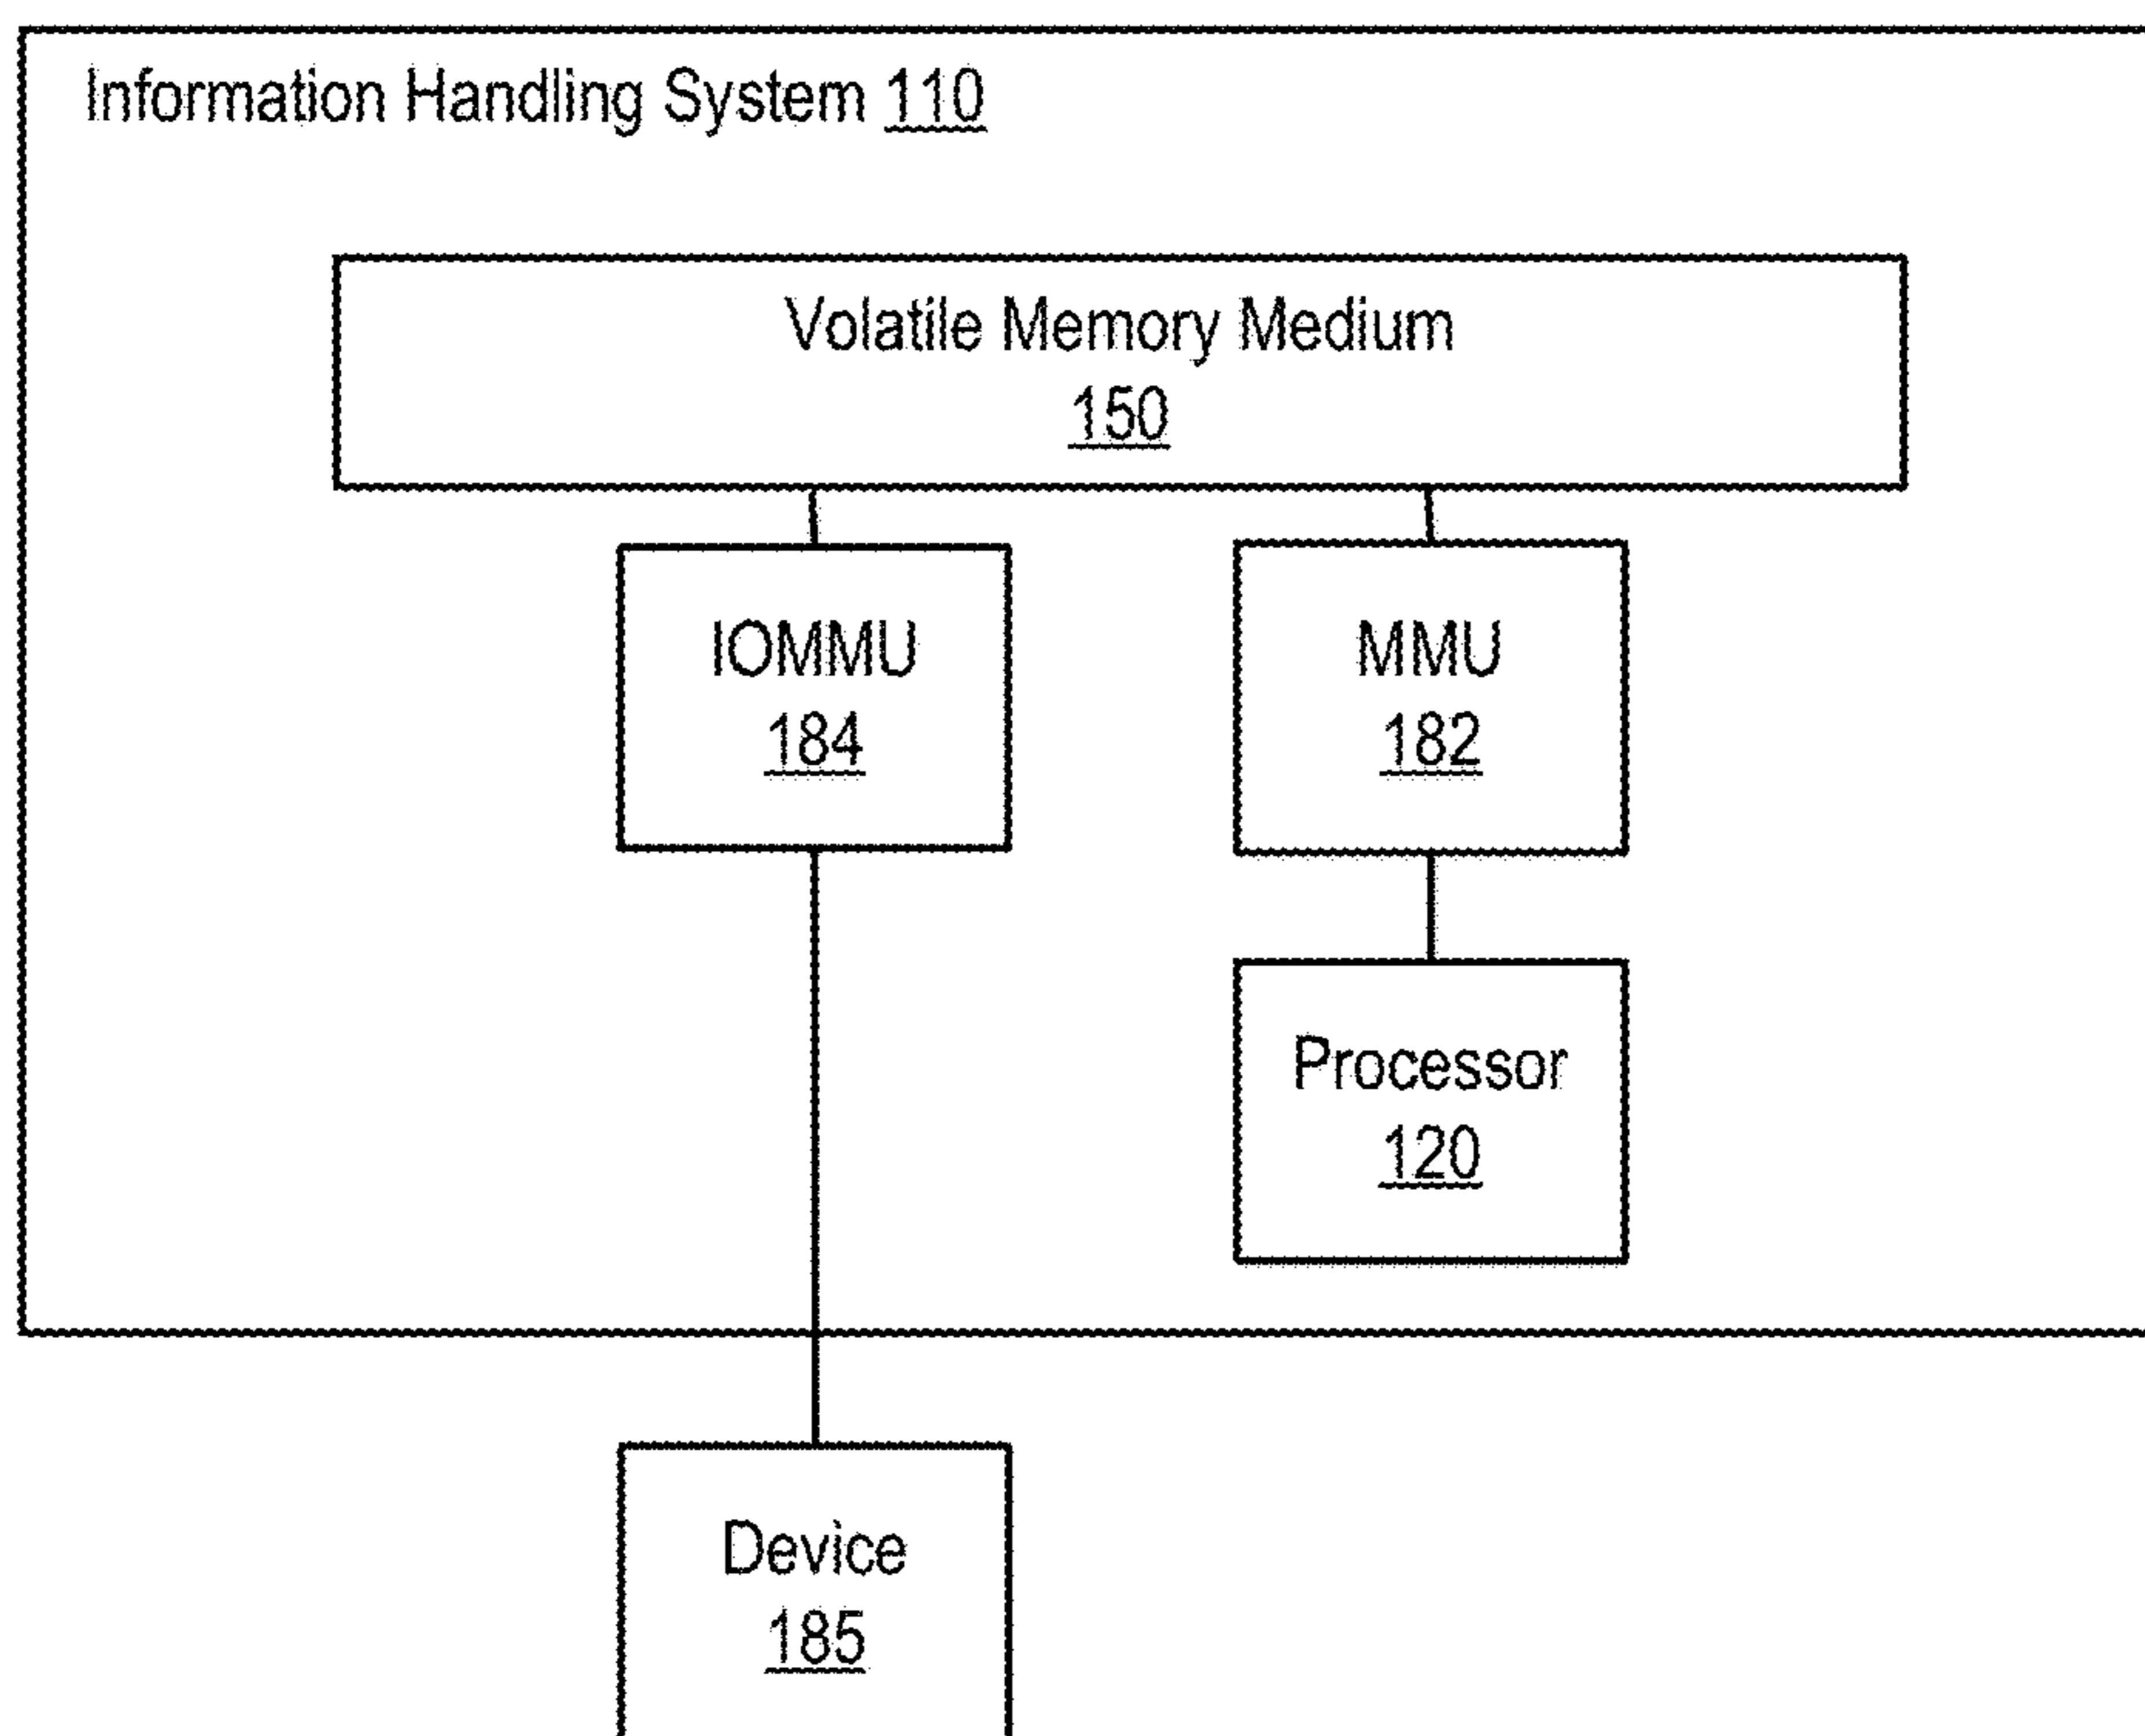 Information Handling System 110
Volatile Memory Medium
150
IOMMU
184
MMU
182
Processor
120
Device
185